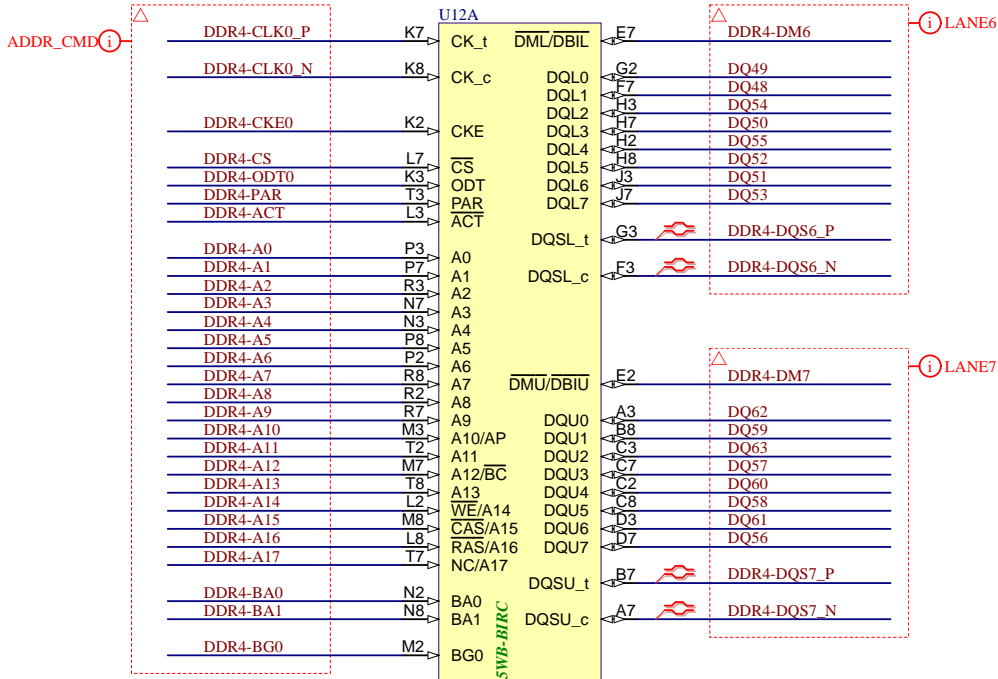 U12A
ADDR_CMD i
i LANE6
DDR4-CLK0_P K7 CK_t
DDR4-CLK0_N K8 CK_c
DDR4-CKE0 K2 CKE
DDR4-CS L7 CS
DDR4-ODT0 K3 ODT
DDR4-PAR T3 PAR
DDR4-ACT L3 ACT
DDR4-A0 P3 A0
DDR4-A1 P7 A1
DDR4-A2 R3 A2
DDR4-A3 N7 A3
DDR4-A4 N3 A4
DDR4-A5 P8 A5
DDR4-A6 P2 A6
DDR4-A7 R8 A7
DDR4-A8 R2 A8
DDR4-A9 R7 A9
DDR4-A10 M3 A10/AP
DDR4-A11 T2 A11
DDR4-A12 M7 A12/BC
DDR4-A13 T8 A13
DDR4-A14 L2 WE/A14
DDR4-A15 M8 CAS/A15
DDR4-A16 L8 RAS/A16
DDR4-A17 T7 NC/A17
DDR4-BA0 N2 BA0
DDR4-BA1 N8 BA1
DDR4-BG0 M2 BG0
5WB-BIRC
DML/DBIL E7 DDR4-DM6
DQL0 G2 DQ49
DQL1 F7 DQ48
DQL2 H3 DQ54
DQL3 H7 DQ50
DQL4 H2 DQ55
DQL5 H8 DQ52
DQL6 J3 DQ51
DQL7 J7 DQ53
DQSL_t G3 DDR4-DQS6_P
DQSL_c F3 DDR4-DQS6_N
i LANE7
DMU/DBIU E2 DDR4-DM7
DQU0 A3 DQ62
DQU1 B8 DQ59
DQU2 C3 DQ63
DQU3 C7 DQ57
DQU4 C2 DQ60
DQU5 C8 DQ58
DQU6 D3 DQ61
DQU7 D7 DQ56
DQSU_t B7 DDR4-DQS7_P
DQSU_c A7 DDR4-DQS7_N